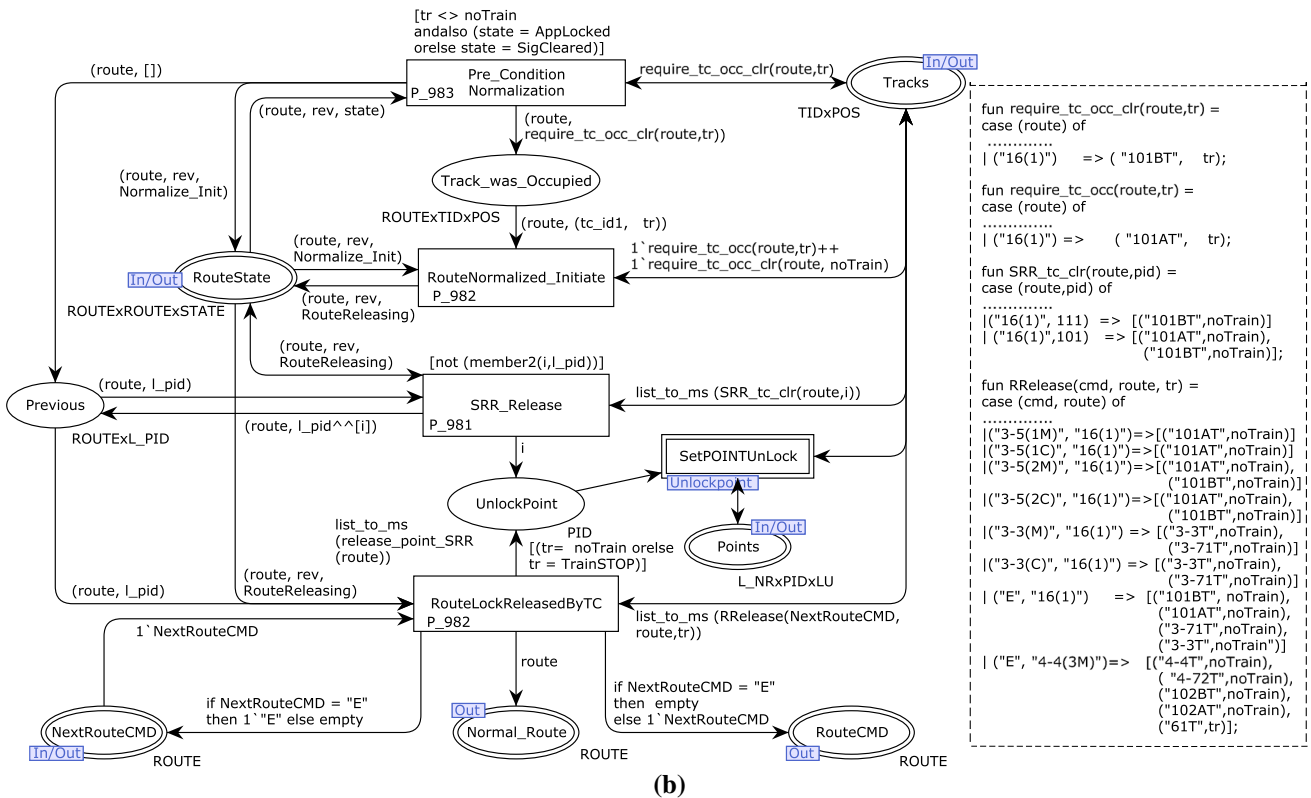 [tr <> noTrain
andalso (state = AppLocked
orelse state = SigCleared)]
(route, [])
Pre_Condition
Normalization
P_983
require_tc_occ_clr(route,tr)
In/Out
Tracks
TIDxPOS
(route, rev, state)
(route,
require_tc_occ_clr(route,tr))
(route, rev,
Normalize_Init)
Track_was_Occupied
ROUTExTIDxPOS
(route, (tc_id1, tr))
(route, rev,
Normalize_Init)
1`require_tc_occ(route,tr)++
1`require_tc_occ_clr(route, noTrain)
In/Out
RouteState
ROUTExROUTExSTATE
RouteNormalized_Initiate
P_982
(route, rev,
RouteReleasing)
(route, rev,
RouteReleasing)
[not (member2(i,l_pid))]
(route, l_pid)
Previous
ROUTExL_PID
(route, l_pid^^[i])
SRR_Release
P_981
list_to_ms (SRR_tc_clr(route,i))
i
SetPOINTUnLock
Unlockpoint
UnlockPoint
PID
In/Out
Points
L_NRxPIDxLU
list_to_ms
(release_point_SRR
(route))
[(tr= noTrain orelse
tr = TrainSTOP)]
(route, l_pid)
(route, rev,
RouteReleasing)
RouteLockReleasedByTC
P_982
list_to_ms (RRelease(NextRouteCMD,
route,tr))
1`NextRouteCMD
route
if NextRouteCMD = "E"
then 1`"E" else empty
if NextRouteCMD = "E"
then empty
else 1`NextRouteCMD
NextRouteCMD
In/Out
ROUTE
Out
Normal_Route
ROUTE
RouteCMD
Out
ROUTE
fun require_tc_occ_clr(route,tr) =
case (route) of
..............
| ("16(1)") => ( "101BT", tr);
fun require_tc_occ(route,tr) =
case (route) of
..............
| ("16(1)") => ( "101AT", tr);
fun SRR_tc_clr(route,pid) =
case (route,pid) of
..............
|("16(1)", 111) => [("101BT",noTrain)]
| ("16(1)",101) => [("101AT",noTrain),
("101BT",noTrain)];
fun RRelease(cmd, route, tr) =
case (cmd, route) of
..............
|("3-5(1M)", "16(1)")=>[("101AT",noTrain)]
|("3-5(1C)", "16(1)")=>[("101AT",noTrain)]
|("3-5(2M)", "16(1)")=>[("101AT",noTrain),
("101BT",noTrain)]
|("3-5(2C)", "16(1)")=>[("101AT",noTrain),
("101BT",noTrain)]
|("3-3(M)", "16(1)") => [("3-3T",noTrain),
("3-71T",noTrain)]
|("3-3(C)", "16(1)") => [("3-3T",noTrain),
("3-71T",noTrain)]
| ("E", "16(1)") => [("101BT", noTrain),
("101AT",noTrain),
("3-71T",noTrain),
("3-3T",noTrain")]
| ("E", "4-4(3M)")=> [("4-4T",noTrain),
( "4-72T",noTrain),
("102BT",noTrain),
("102AT",noTrain),
("61T",tr)];
(b)